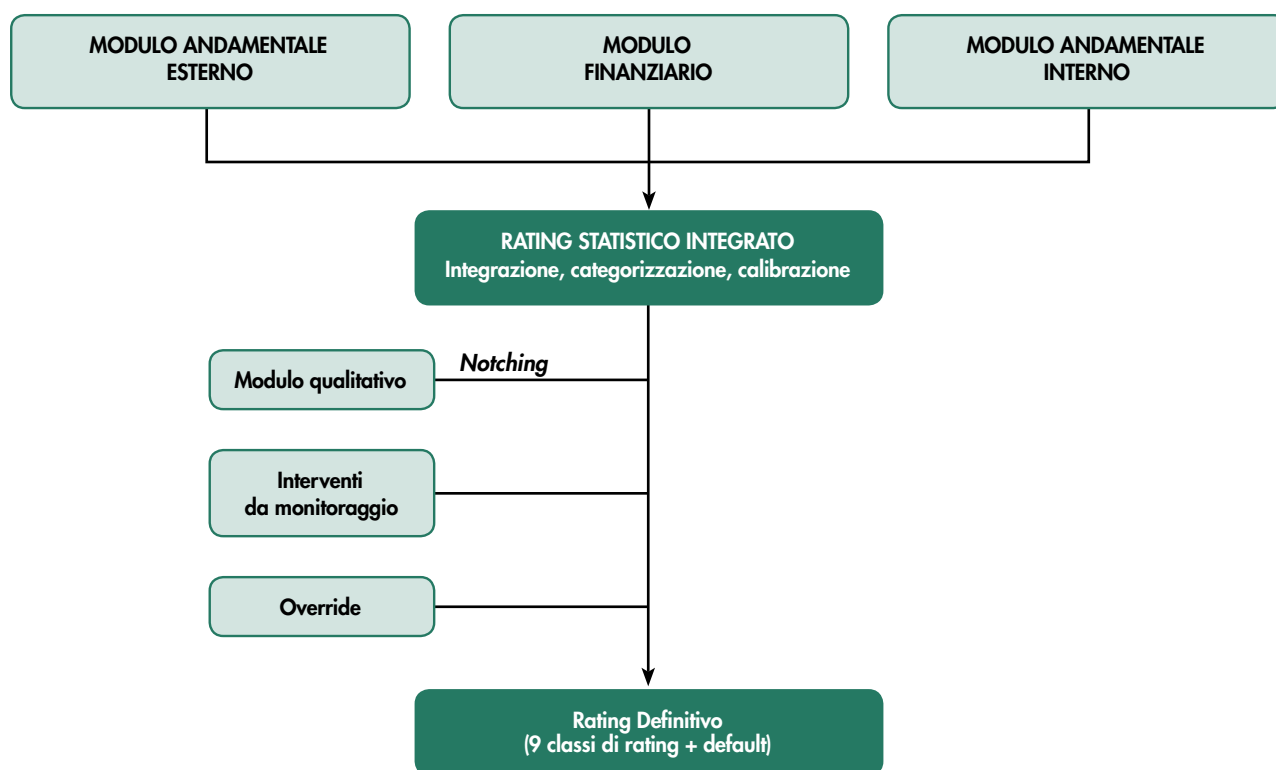 MODULO ANDAMENTALE
ESTERNO
MODULO
FINANZIARIO
MODULO ANDAMENTALE
INTERNO
RATING STATISTICO INTEGRATO
Integrazione, categorizzazione, calibrazione
Modulo qualitativo
Notching
Interventi
da monitoraggio
Override
Rating Definitivo
(9 classi di rating + default)